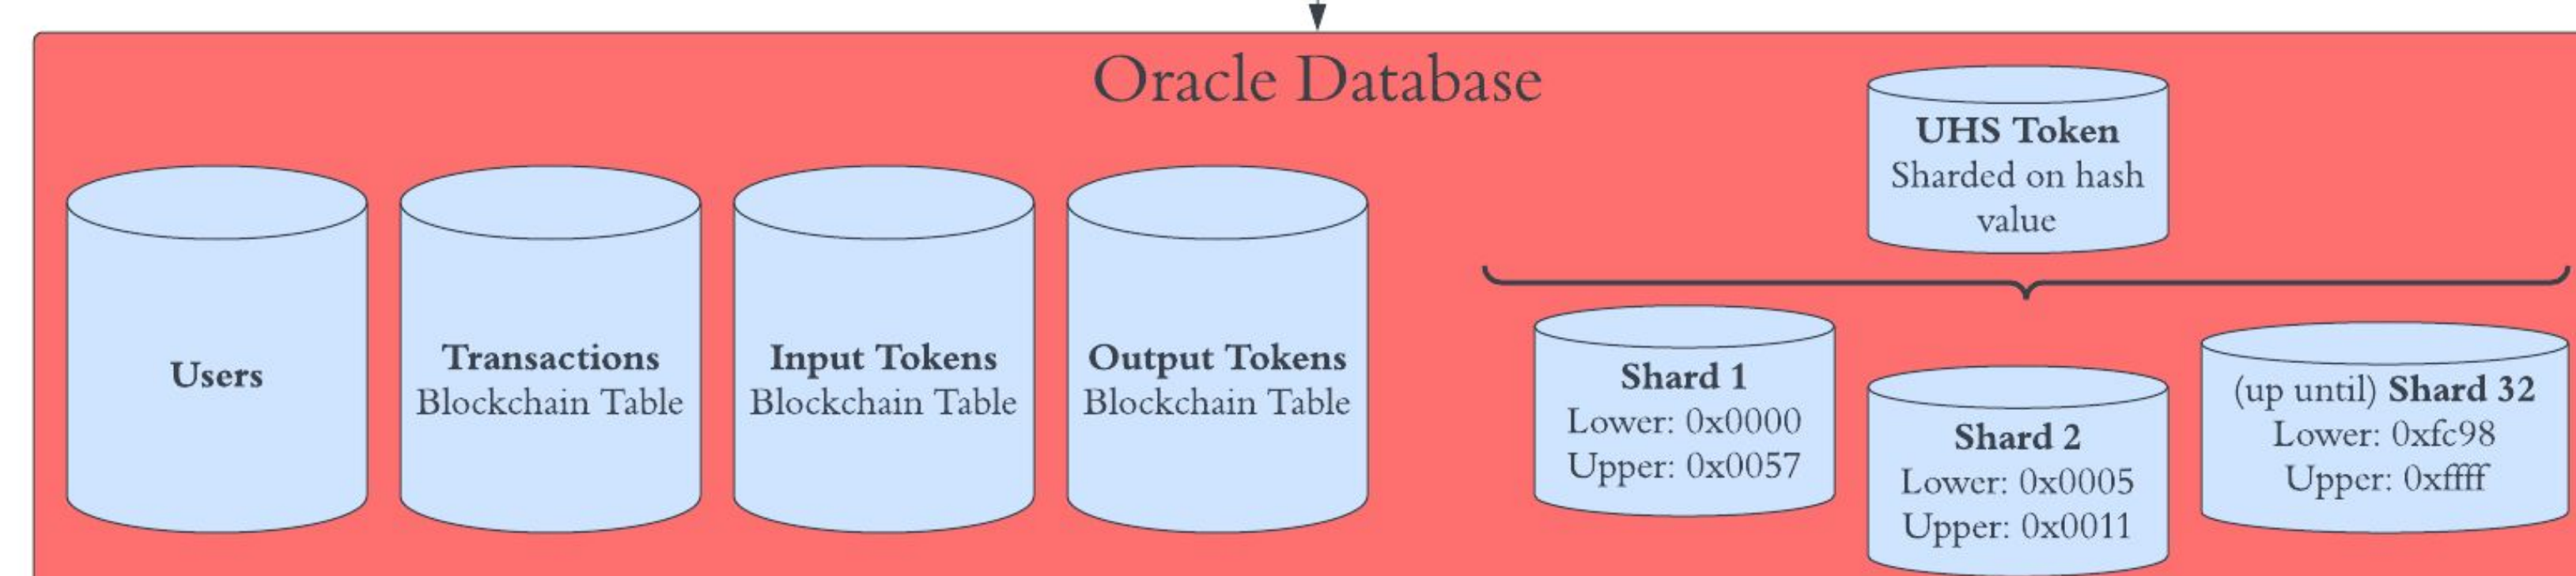 Oracle Database
Users
Transactions
Blockchain Table
Input Tokens
Blockchain Table
Output Tokens
Blockchain Table
UHS Token
Sharded on hash
value
Shard 1
Lower: 0x0000
Upper: 0x0057
Shard 2
Lower: 0x0005
Upper: 0x0011
(up until) Shard 32
Lower: 0xfc98
Upper: 0xffff